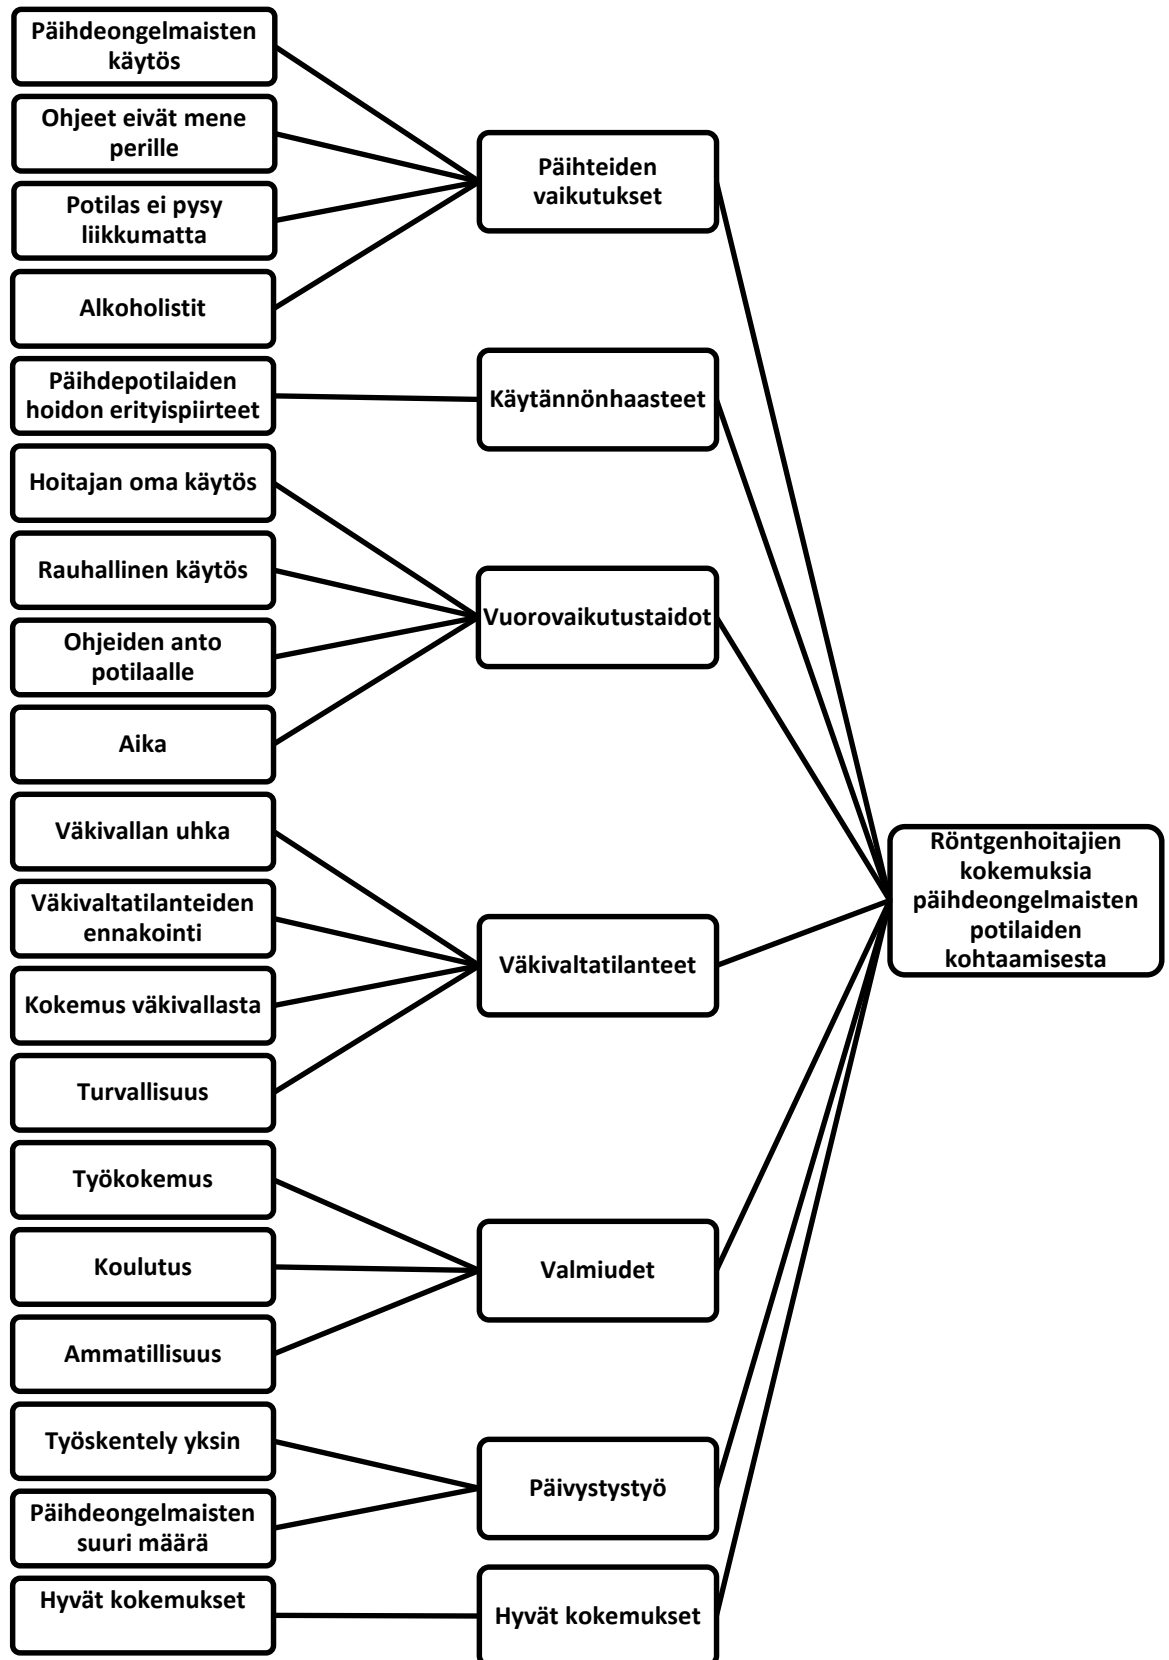 Päihdeongelmaisten
käytös
Ohjeet eivät mene
perille
Potilas ei pysy
liikkumatta
Alkoholistit
Päihdepotilaiden
hoidon erityispiirteet
Hoitajan oma käytös
Rauhallinen käytös
Ohjeiden anto
potilaalle
Aika
Väkivallan uhka
Väkivaltatilanteiden
ennakointi
Kokemus väkivallasta
Turvallisuus
Työkokemus
Koulutus
Ammatillisuus
Työskentely yksin
Päihdeongelmaisten
suuri määrä
Hyvät kokemukset
Päihteiden
vaikutukset
Käytännönhaasteet
Vuorovaikutustaidot
Väkivaltatilanteet
Valmiudet
Päivystystyö
Hyvät kokemukset
Röntgenhoitajien
kokemuksia
päihdeongelmaisten
potilaiden
kohtaamisesta